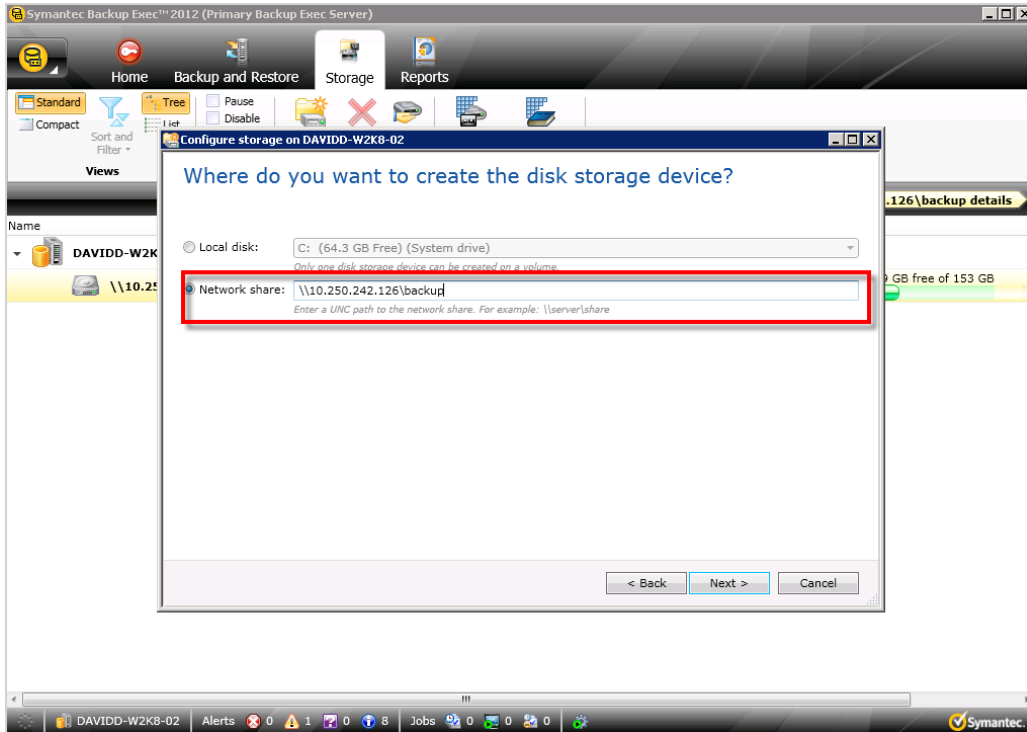 Symantec Backup Exec™ 2012 (Primary Backup Exec Server)
Home
Backup and Restore
Storage
Reports
Standard
Compact
Sort and
Filter
Views
Tree
List
Pause
Disable
Configure storage on DAVIDD-W2K8-02
Where do you want to create the disk storage device?
.126\backup details
Name
DAVIDD-W2K
\\10.25
Local disk:
C: (64.3 GB Free) (System drive)
Only one disk storage device can be created on a volume.
GB free of 153 GB
Network share:
\\10.250.242.126\backup
Enter a UNC path to the network share. For example: \\server\share
< Back
Next >
Cancel
DAVIDD-W2K8-02
Alerts 0 1 0 8
Jobs 0 0 0
Symantec.